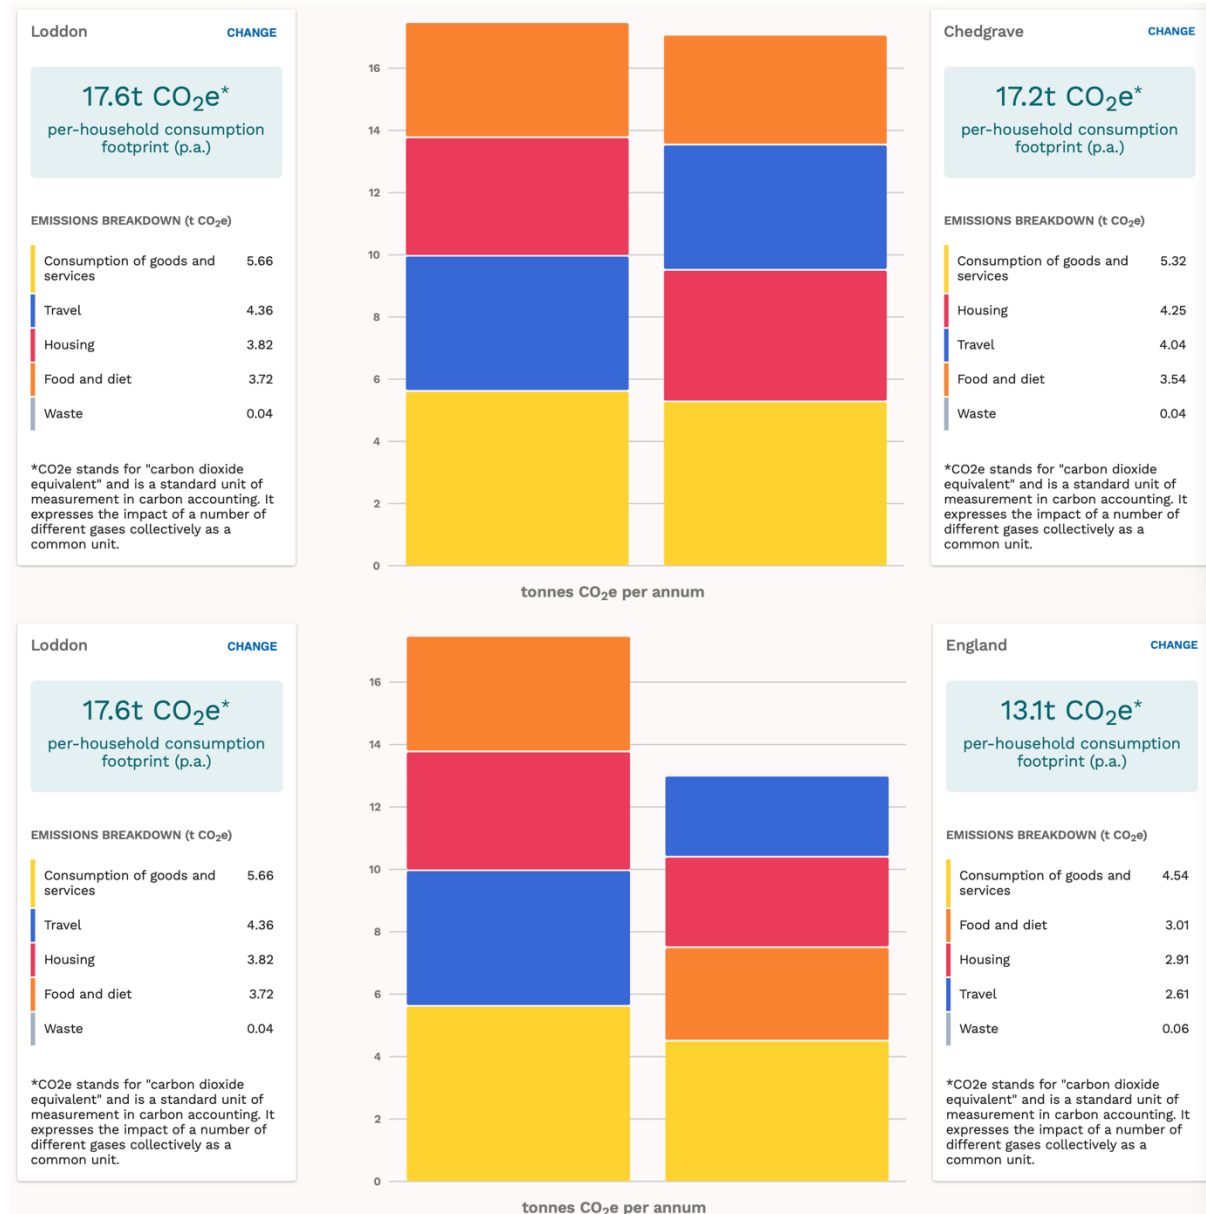 Loddon
CHANGE
17.6t CO₂e*
per-household consumption
footprint (p.a.)
EMISSIONS BREAKDOWN (t CO₂e)
Consumption of goods and 5.66
services
Travel 4.36
Housing 3.82
Food and diet 3.72
Waste 0.04
*CO2e stands for "carbon dioxide
equivalent" and is a standard unit of
measurement in carbon accounting. It
expresses the impact of a number of
different gases collectively as a
common unit.
16
14
12
10
8
6
4
2
0
tonnes CO₂e per annum
Chedgrave
CHANGE
17.2t CO₂e*
per-household consumption
footprint (p.a.)
EMISSIONS BREAKDOWN (t CO₂e)
Consumption of goods and 5.32
services
Housing 4.25
Travel 4.04
Food and diet 3.54
Waste 0.04
*CO2e stands for "carbon dioxide
equivalent" and is a standard unit of
measurement in carbon accounting. It
expresses the impact of a number of
different gases collectively as a
common unit.
Loddon
CHANGE
17.6t CO₂e*
per-household consumption
footprint (p.a.)
EMISSIONS BREAKDOWN (t CO₂e)
Consumption of goods and 5.66
services
Travel 4.36
Housing 3.82
Food and diet 3.72
Waste 0.04
*CO2e stands for "carbon dioxide
equivalent" and is a standard unit of
measurement in carbon accounting. It
expresses the impact of a number of
different gases collectively as a
common unit.
16
14
12
10
8
6
4
2
0
tonnes CO₂e per annum
England
CHANGE
13.1t CO₂e*
per-household consumption
footprint (p.a.)
EMISSIONS BREAKDOWN (t CO₂e)
Consumption of goods and 4.54
services
Food and diet 3.01
Housing 2.91
Travel 2.61
Waste 0.06
*CO2e stands for "carbon dioxide
equivalent" and is a standard unit of
measurement in carbon accounting. It
expresses the impact of a number of
different gases collectively as a
common unit.